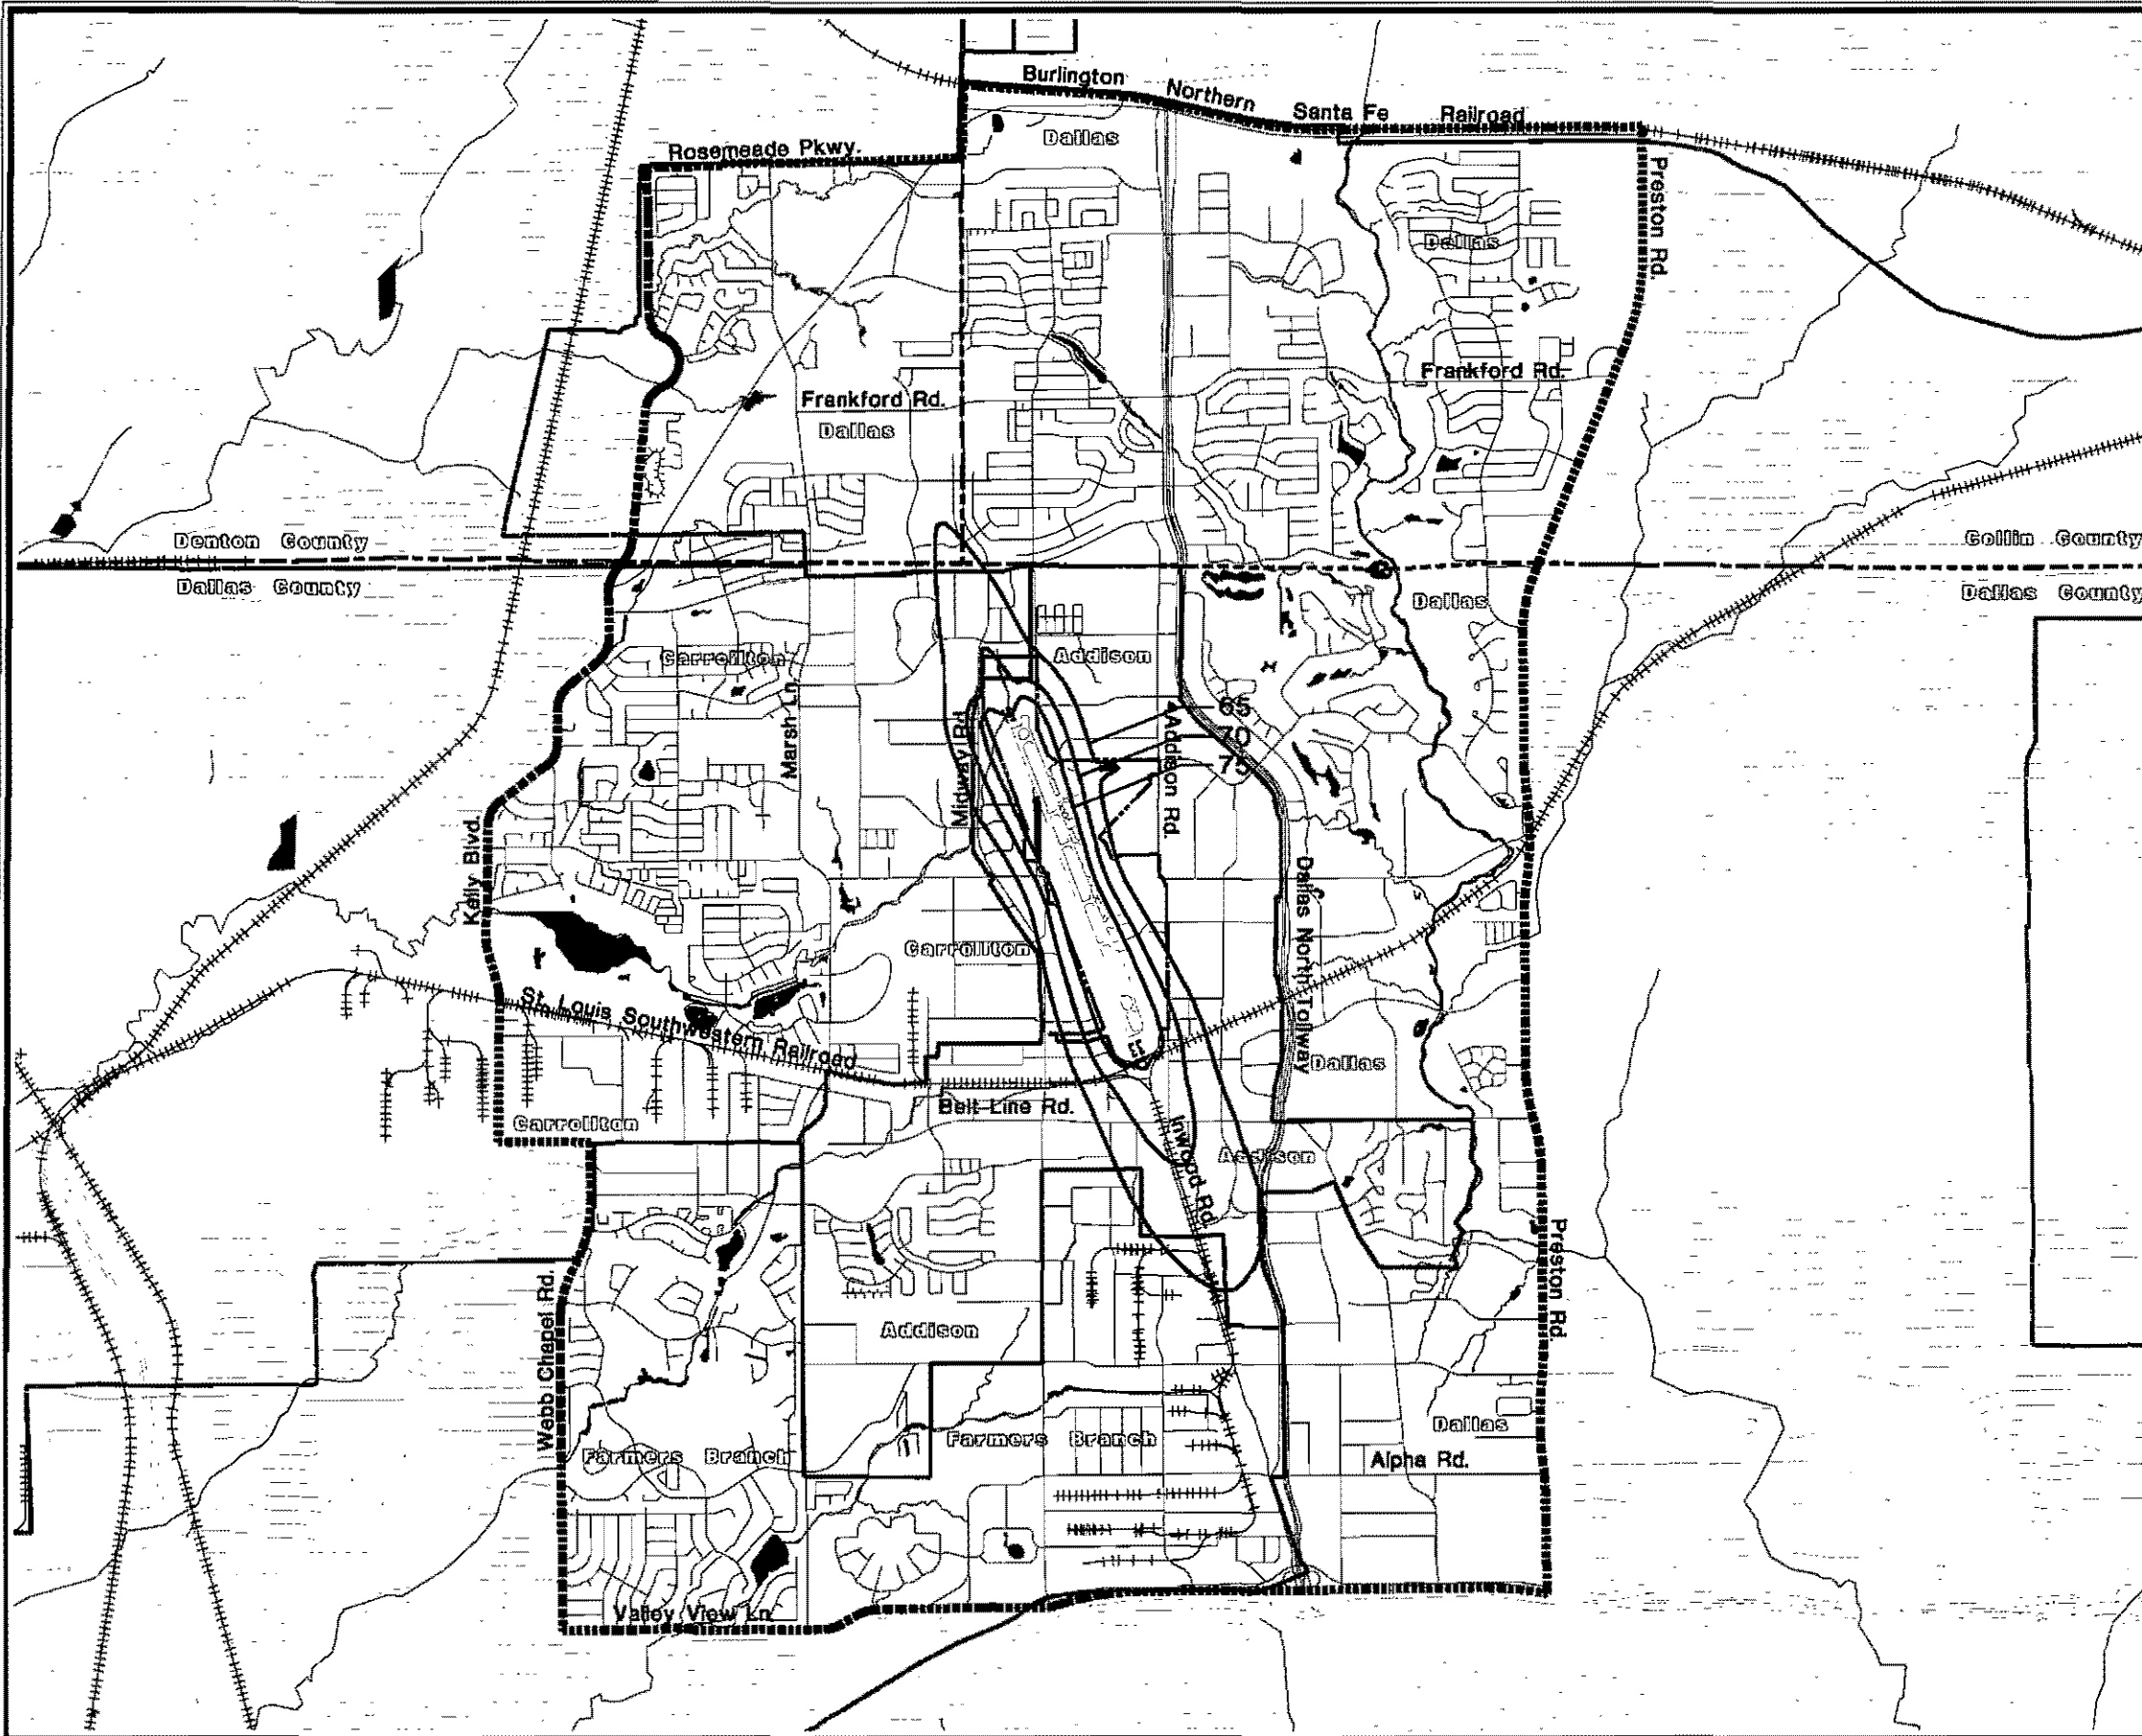 Burlington Northern Santa Fe Railroad
Dallas
Rosemeade Pkwy.
Preston Rd.
Dallas
Frankford Rd.
Frankford Rd.
Dallas
Denton County
Dallas County
Collin County
Dallas County
Dallas
Carrollton
Addison
Marsh Ln.
Midway Rd.
65
70
75
Addison Rd.
Kelly Blvd.
Dallas North Tollway
Carrollton
St. Louis Southwestern Railroad
Dallas
Belt Line Rd.
Carrollton
Inwood Rd.
Addison
Preston Rd.
Webb Chapel Rd.
Addison
Dallas
Farmers Branch
Farmers Branch
Alpha Rd.
Valley View Ln.